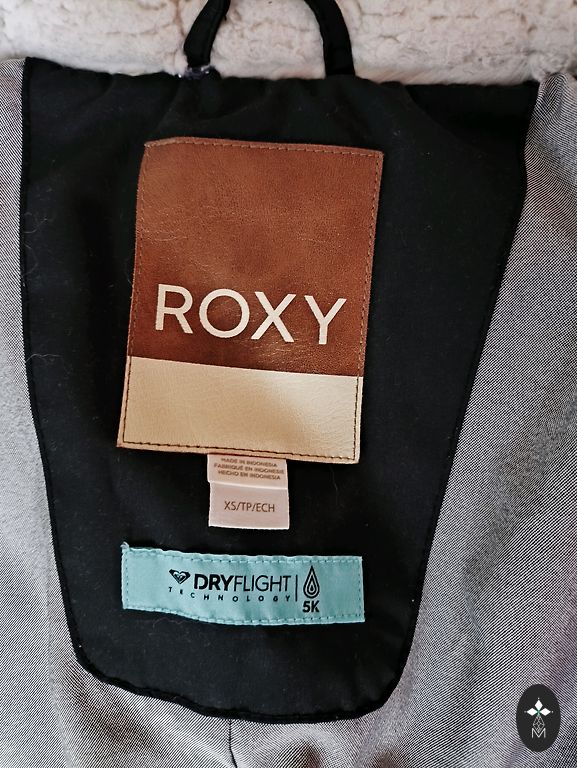 ROXY
MADE IN INDONESIA
FABRIQUÉ EN INDONÉSIE
HECHO EN INDONESIA
XS/TP/ECH
DRYFLIGHT
TECHNOLOGY
5K
M